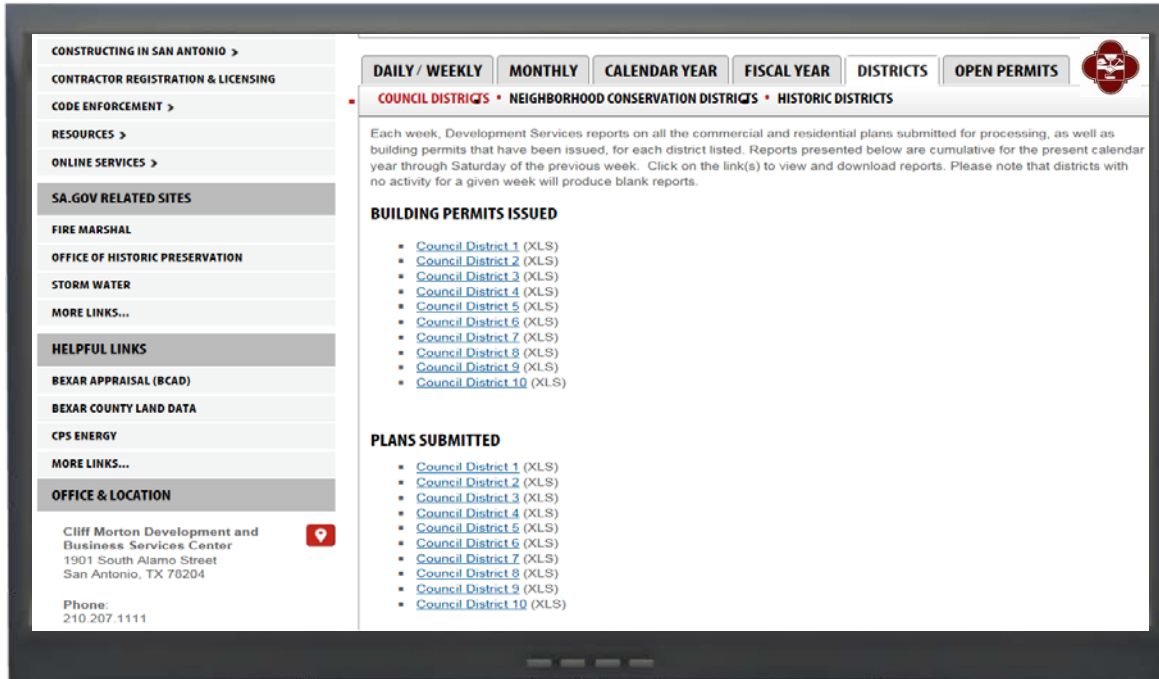 CONSTRUCTING IN SAN ANTONIO >
CONTRACTOR REGISTRATION & LICENSING
CODE ENFORCEMENT >
RESOURCES >
ONLINE SERVICES >
SA.GOV RELATED SITES
FIRE MARSHAL
OFFICE OF HISTORIC PRESERVATION
STORM WATER
MORE LINKS...
HELPFUL LINKS
BEXAR APPRAISAL (BCAD)
BEXAR COUNTY LAND DATA
CPS ENERGY
MORE LINKS...
OFFICE & LOCATION
Cliff Morton Development and
Business Services Center
1901 South Alamo Street
San Antonio, TX 78204
Phone:
210.207.1111
DAILY / WEEKLY MONTHLY CALENDAR YEAR FISCAL YEAR DISTRICTS OPEN PERMITS
COUNCIL DISTRICTS • NEIGHBORHOOD CONSERVATION DISTRICTS • HISTORIC DISTRICTS
Each week, Development Services reports on all the commercial and residential plans submitted for processing, as well as
building permits that have been issued, for each district listed. Reports presented below are cumulative for the present calendar
year through Saturday of the previous week. Click on the link(s) to view and download reports. Please note that districts with
no activity for a given week will produce blank reports.
BUILDING PERMITS ISSUED
Council District 1 (XLS)
Council District 2 (XLS)
Council District 3 (XLS)
Council District 4 (XLS)
Council District 5 (XLS)
Council District 6 (XLS)
Council District 7 (XLS)
Council District 8 (XLS)
Council District 9 (XLS)
Council District 10 (XLS)
PLANS SUBMITTED
Council District 1 (XLS)
Council District 2 (XLS)
Council District 3 (XLS)
Council District 4 (XLS)
Council District 5 (XLS)
Council District 6 (XLS)
Council District 7 (XLS)
Council District 8 (XLS)
Council District 9 (XLS)
Council District 10 (XLS)